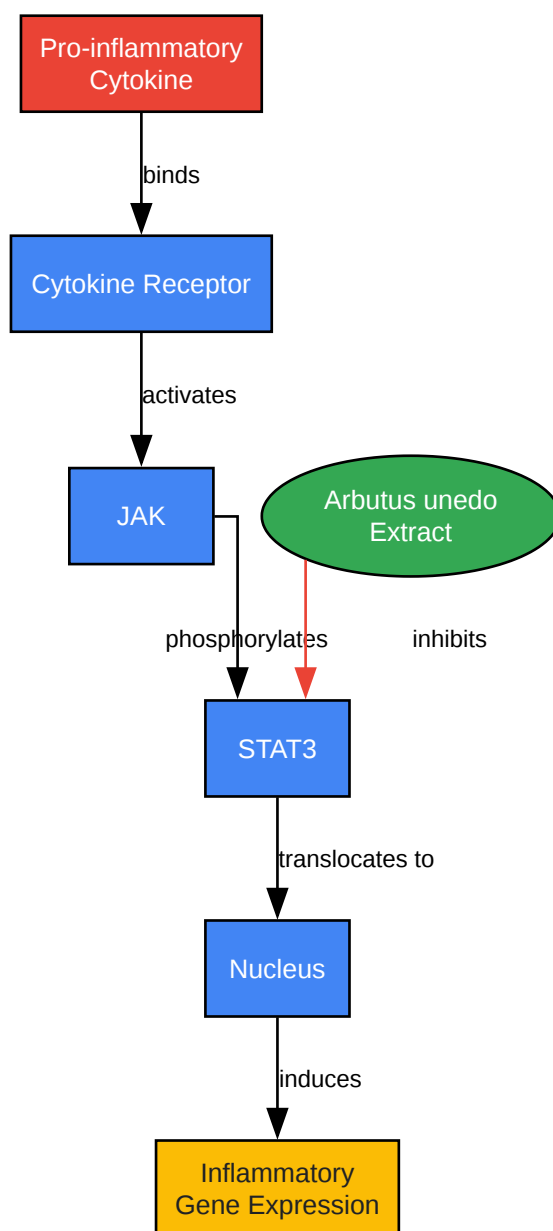 Pro-inflammatory
Cytokine
binds
Cytokine Receptor
activates
JAK
Arbutus unedo
Extract
phosphorylates
inhibits
STAT3
translocates to
Nucleus
induces
Inflammatory
Gene Expression